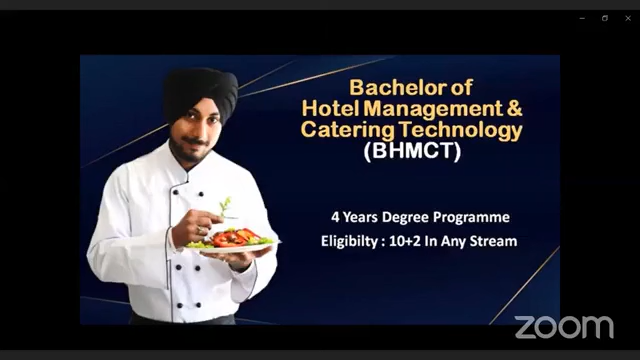 Bachelor of
Hotel Management &
Catering Technology
(BHMCT)
4 Years Degree Programme
Eligibilty : 10+2 In Any Stream
zoom